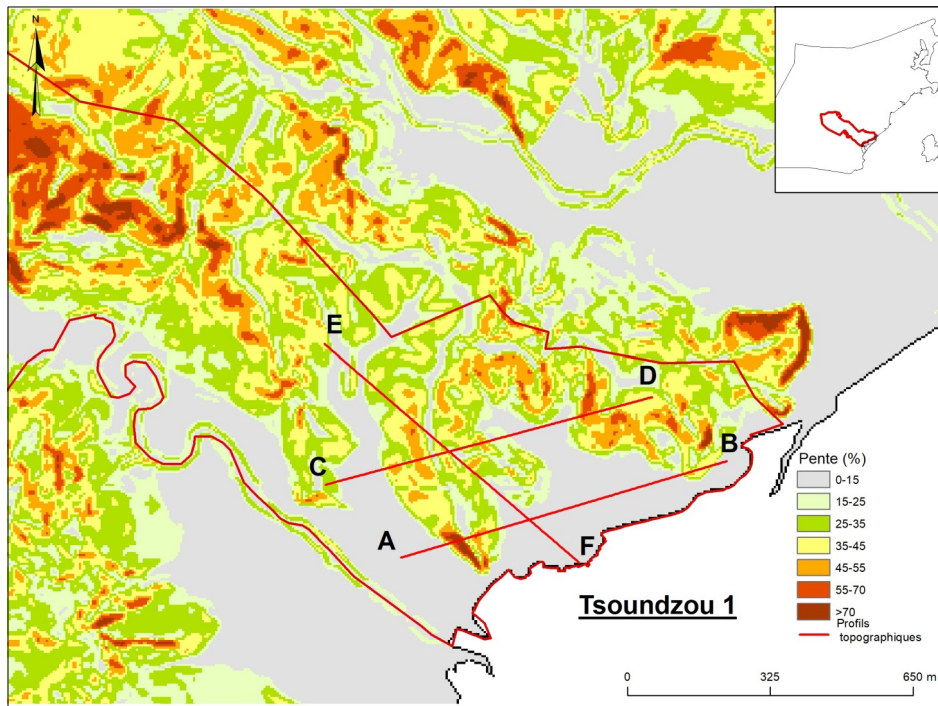 N
E
D
B
C
A
F
Pente (%)
0-15
15-25
25-35
35-45
45-55
55-70
>70
Profils
topographiques
Tsoundzou 1
0 325 650 m